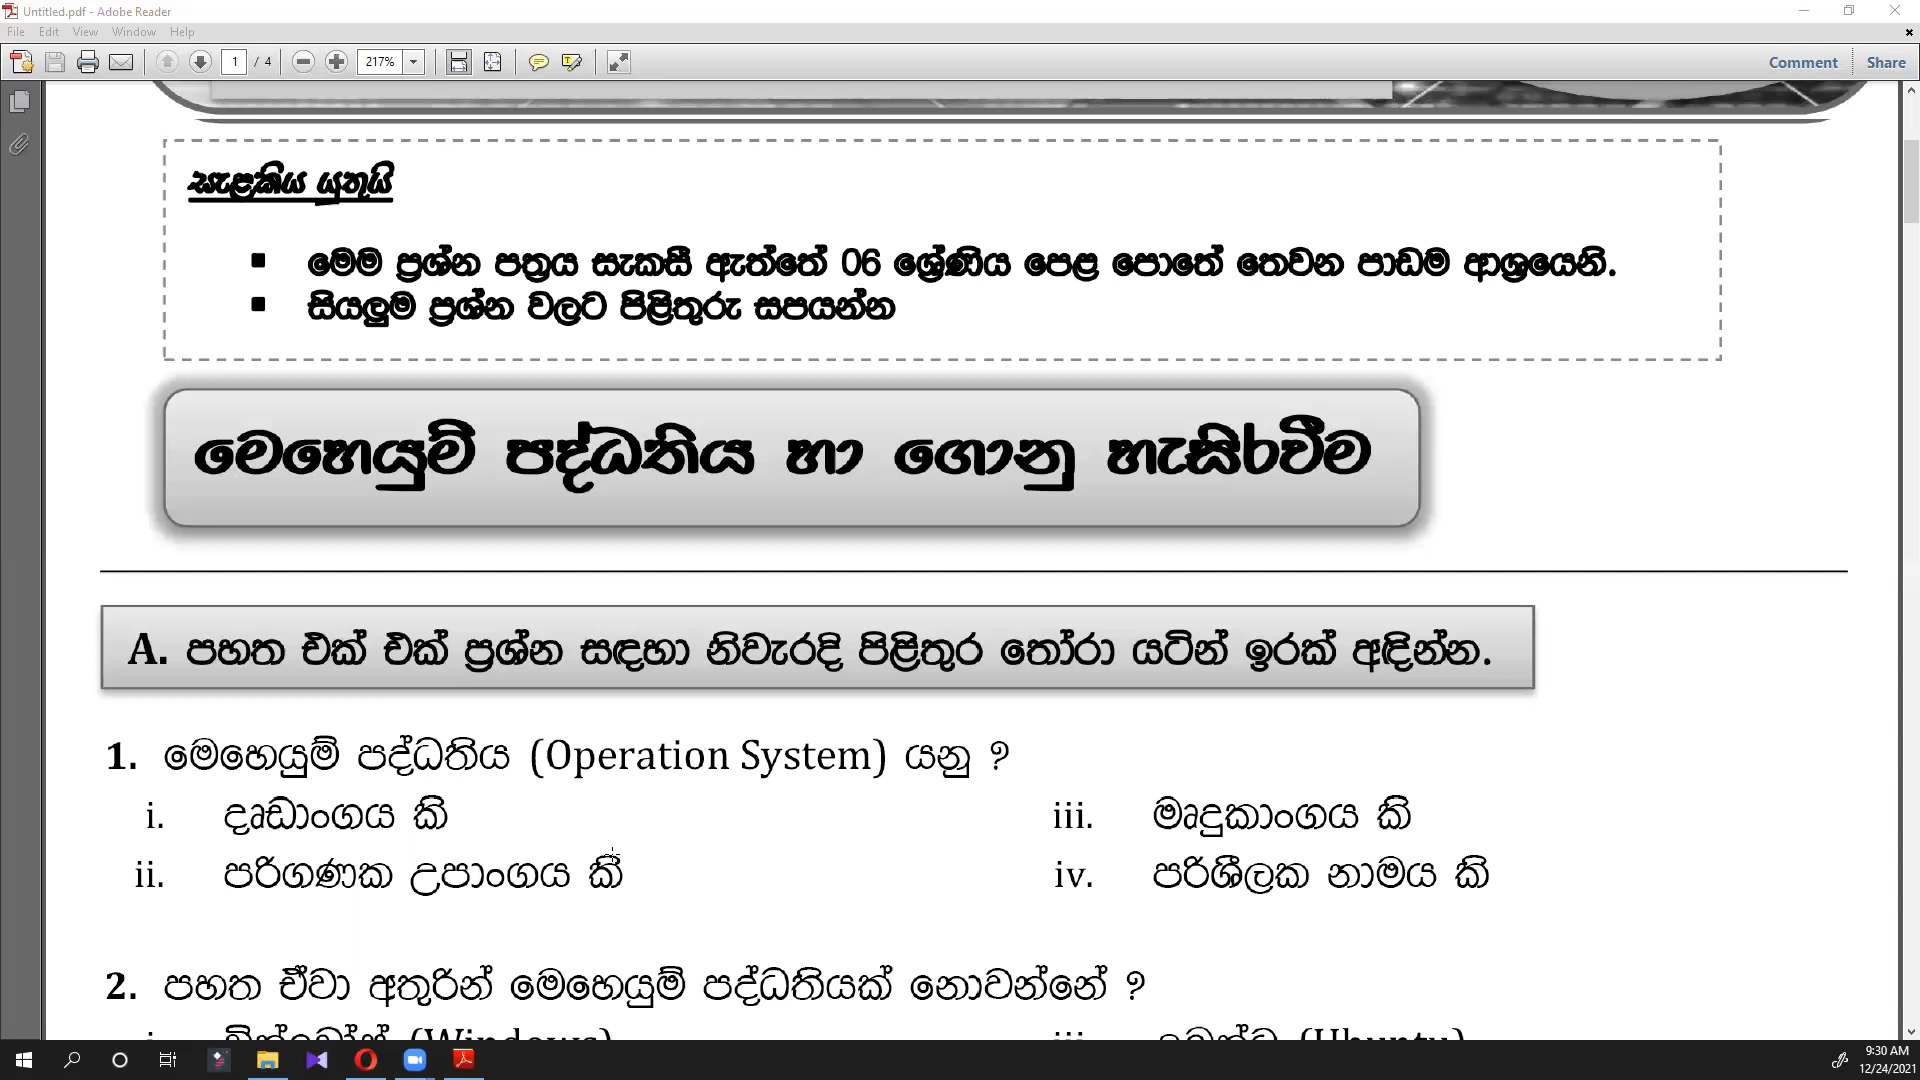 Untitled.pdf - Adobe Reader
File Edit View Window Help
1 / 4 217% Comment Share
සැළකිය යුතුයි
▪ මෙම ප්‍රශ්න පත්‍රය සැකසී ඇත්තේ 06 ශ්‍රේණිය පෙළ පොතේ තෙවන පාඩම ආශ්‍රයෙනි.
▪ සියලුම ප්‍රශ්න වලට පිළිතුරු සපයන්න
මෙහෙයුම් පද්ධතිය හා ගොනු හැසිරවීම
A. පහත එක් එක් ප්‍රශ්න සඳහා නිවැරදි පිළිතුර තෝරා යටින් ඉරක් අඳින්න.
1. මෙහෙයුම් පද්ධතිය (Operation System) යනු ?
i. දෘඩාංගය කි
iii. මෘදුකාංගය කි
ii. පරිගණක උපාංගය කි
iv. පරිශීලක නාමය කි
2. පහත ඒවා අතුරින් මෙහෙයුම් පද්ධතියක් නොවන්නේ ?
(Windows)
iii. (Ubuntu)
9:30 AM
12/24/2021